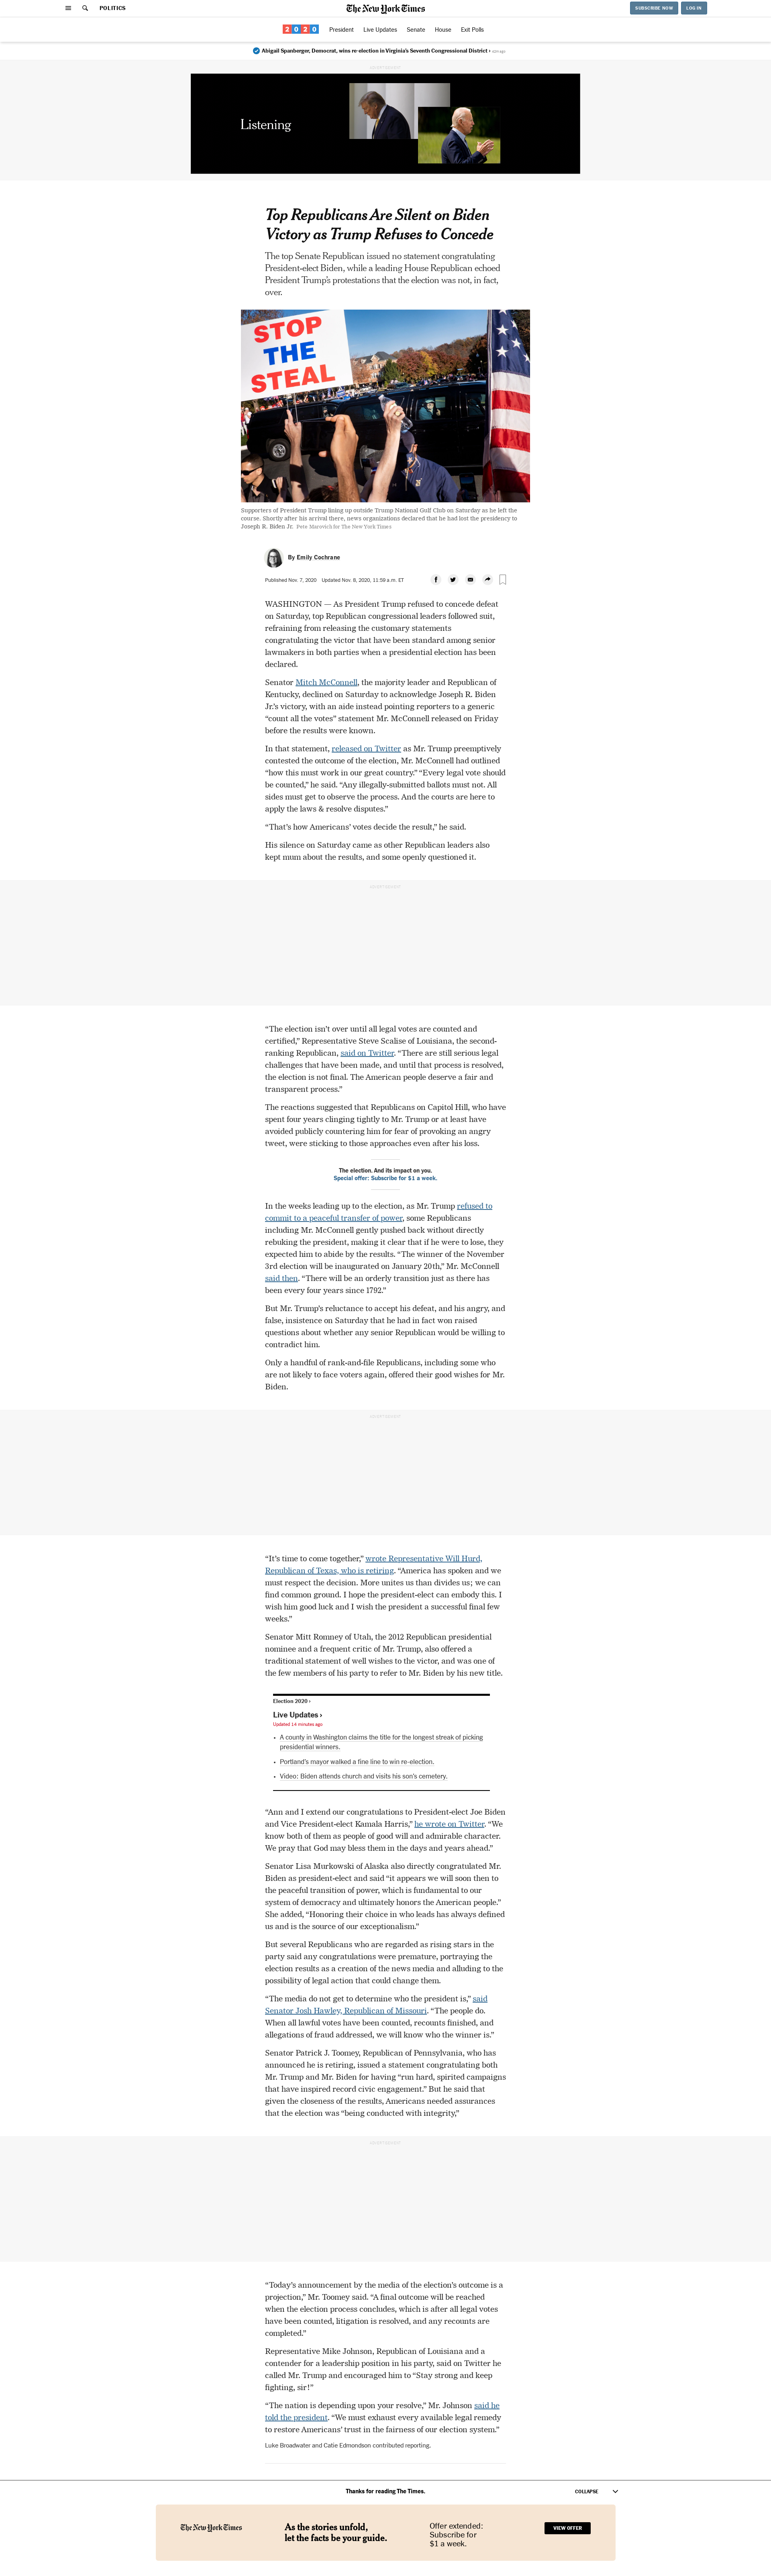 POLITICS
The New York Times
SUBSCRIBE NOW
LOG IN
2020
President
Live Updates
Senate
House
Exit Polls
Abigail Spanberger, Democrat, wins re-election in Virginia's Seventh Congressional District ›
ADVERTISEMENT
Listening
Top Republicans Are Silent on Biden
Victory as Trump Refuses to Concede
The top Senate Republican issued no statement congratulating
President-elect Biden, while a leading House Republican echoed
President Trump's protestations that the election was not, in fact,
over.
STOP
THE
STEAL
Supporters of President Trump lining up outside Trump National Golf Club on Saturday as he left the
course. Shortly after his arrival there, news organizations declared that he had lost the presidency to
Joseph R. Biden Jr. Pete Marovich for The New York Times
By Emily Cochrane
Published Nov. 7, 2020 Updated Nov. 8, 2020, 11:59 a.m. ET
WASHINGTON — As President Trump refused to concede defeat
on Saturday, top Republican congressional leaders followed suit,
refraining from releasing the customary statements
congratulating the victor that have been standard among senior
lawmakers in both parties when a presidential election has been
declared.
Senator Mitch McConnell, the majority leader and Republican of
Kentucky, declined on Saturday to acknowledge Joseph R. Biden
Jr.'s victory, with an aide instead pointing reporters to a generic
“count all the votes” statement Mr. McConnell released on Friday
before the results were known.
In that statement, released on Twitter as Mr. Trump preemptively
contested the outcome of the election, Mr. McConnell had outlined
“how this must work in our great country.” “Every legal vote should
be counted,” he said. “Any illegally-submitted ballots must not. All
sides must get to observe the process. And the courts are here to
apply the laws & resolve disputes.”
“That's how Americans' votes decide the result,” he said.
His silence on Saturday came as other Republican leaders also
kept mum about the results, and some openly questioned it.
ADVERTISEMENT
“The election isn't over until all legal votes are counted and
certified,” Representative Steve Scalise of Louisiana, the second-
ranking Republican, said on Twitter. “There are still serious legal
challenges that have been made, and until that process is resolved,
the election is not final. The American people deserve a fair and
transparent process.”
The reactions suggested that Republicans on Capitol Hill, who have
spent four years clinging tightly to Mr. Trump or at least have
avoided publicly countering him for fear of provoking an angry
tweet, were sticking to those approaches even after his loss.
The election. And its impact on you.
Special offer: Subscribe for $1 a week.
In the weeks leading up to the election, as Mr. Trump refused to
commit to a peaceful transfer of power, some Republicans
including Mr. McConnell gently pushed back without directly
rebuking the president, making it clear that if he were to lose, they
expected him to abide by the results. “The winner of the November
3rd election will be inaugurated on January 20th,” Mr. McConnell
said then. “There will be an orderly transition just as there has
been every four years since 1792.”
But Mr. Trump's reluctance to accept his defeat, and his angry, and
false, insistence on Saturday that he had in fact won raised
questions about whether any senior Republican would be willing to
contradict him.
Only a handful of rank-and-file Republicans, including some who
are not likely to face voters again, offered their good wishes for Mr.
Biden.
ADVERTISEMENT
“It's time to come together,” wrote Representative Will Hurd,
Republican of Texas, who is retiring. “America has spoken and we
must respect the decision. More unites us than divides us; we can
find common ground. I hope the president-elect can embody this. I
wish him good luck and I wish the president a successful final few
weeks.”
Senator Mitt Romney of Utah, the 2012 Republican presidential
nominee and a frequent critic of Mr. Trump, also offered a
traditional statement of well wishes to the victor, and was one of
the few members of his party to refer to Mr. Biden by his new title.
Election 2020 ›
Live Updates ›
Updated 14 minutes ago
• A county in Washington claims the title for the longest streak of picking
presidential winners.
• Portland's mayor walked a fine line to win re-election.
• Video: Biden attends church and visits his son's cemetery.
“Ann and I extend our congratulations to President-elect Joe Biden
and Vice President-elect Kamala Harris,” he wrote on Twitter. “We
know both of them as people of good will and admirable character.
We pray that God may bless them in the days and years ahead.”
Senator Lisa Murkowski of Alaska also directly congratulated Mr.
Biden as president-elect and said “it appears we will soon then to
the peaceful transition of power, which is fundamental to our
system of democracy and ultimately honors the American people.”
She added, “Honoring their choice in who leads has always defined
us and is the source of our exceptionalism.”
But several Republicans who are regarded as rising stars in the
party said any congratulations were premature, portraying the
election results as a creation of the news media and alluding to the
possibility of legal action that could change them.
“The media do not get to determine who the president is,” said
Senator Josh Hawley, Republican of Missouri. “The people do.
When all lawful votes have been counted, recounts finished, and
allegations of fraud addressed, we will know who the winner is.”
Senator Patrick J. Toomey, Republican of Pennsylvania, who has
announced he is retiring, issued a statement congratulating both
Mr. Trump and Mr. Biden for having “run hard, spirited campaigns
that have inspired record civic engagement.” But he said that
given the closeness of the results, Americans needed assurances
that the election was “being conducted with integrity,”
ADVERTISEMENT
“Today's announcement by the media of the election's outcome is a
projection,” Mr. Toomey said. “A final outcome will be reached
when the election process concludes, which is after all legal votes
have been counted, litigation is resolved, and any recounts are
completed.”
Representative Mike Johnson, Republican of Louisiana and a
contender for a leadership position in his party, said on Twitter he
called Mr. Trump and encouraged him to “Stay strong and keep
fighting, sir!”
“The nation is depending upon your resolve,” Mr. Johnson said he
told the president. “We must exhaust every available legal remedy
to restore Americans' trust in the fairness of our election system.”
Luke Broadwater and Catie Edmondson contributed reporting.
Thanks for reading The Times.
COLLAPSE
The New York Times
As the stories unfold,
let the facts be your guide.
Offer extended:
Subscribe for
$1 a week.
VIEW OFFER